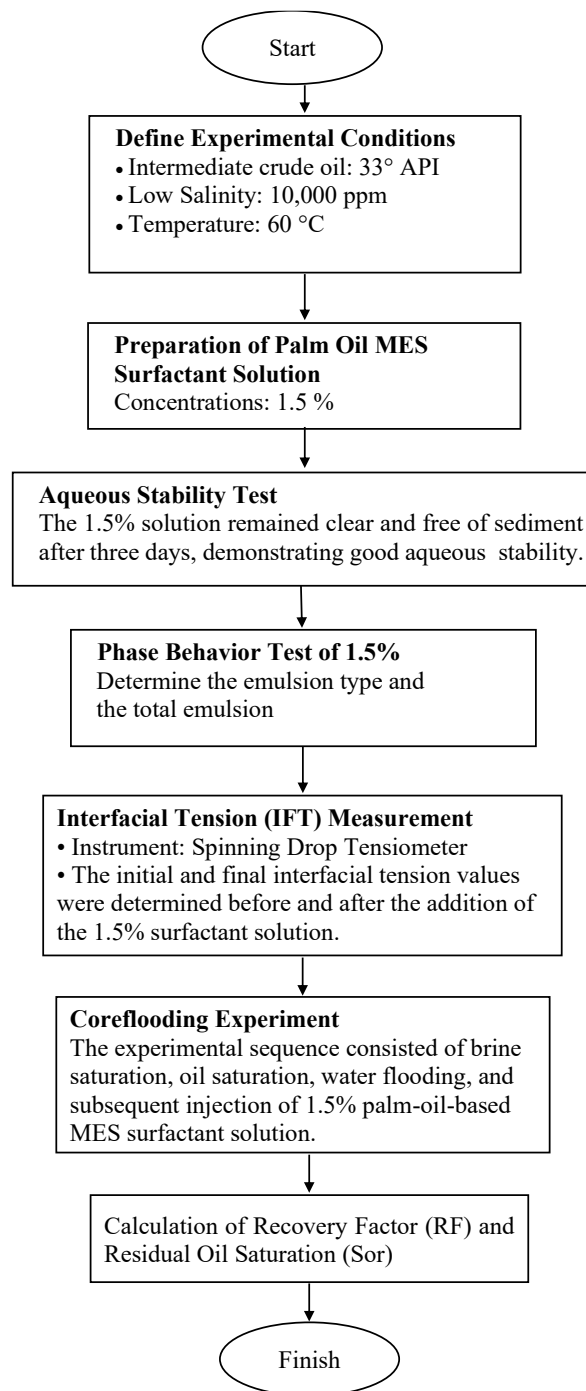 Start
Define Experimental Conditions
• Intermediate crude oil: 33° API
• Low Salinity: 10,000 ppm
• Temperature: 60 °C
Preparation of Palm Oil MES
Surfactant Solution
Concentrations: 1.5 %
Aqueous Stability Test
The 1.5% solution remained clear and free of sediment
after three days, demonstrating good aqueous stability.
Phase Behavior Test of 1.5%
Determine the emulsion type and
the total emulsion
Interfacial Tension (IFT) Measurement
• Instrument: Spinning Drop Tensiometer
• The initial and final interfacial tension values
were determined before and after the addition of
the 1.5% surfactant solution.
Coreflooding Experiment
The experimental sequence consisted of brine
saturation, oil saturation, water flooding, and
subsequent injection of 1.5% palm-oil-based
MES surfactant solution.
Calculation of Recovery Factor (RF) and
Residual Oil Saturation (Sor)
Finish